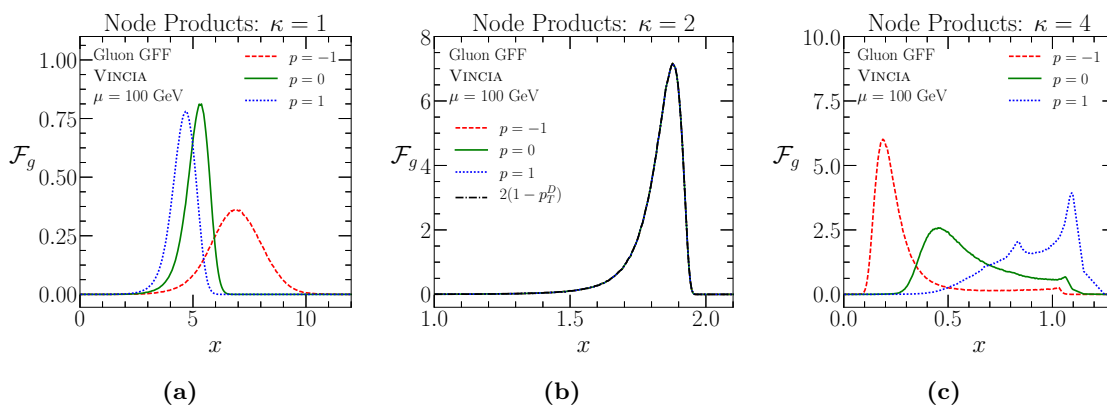 Node Products: κ = 1
Gluon GFF
VINCIA
μ = 100 GeV
p = −1
p = 0
p = 1
1.00
0.75
0.50
0.25
0.00
F_g
0
5
10
x
(a)
Node Products: κ = 2
Gluon GFF
VINCIA
μ = 100 GeV
p = −1
p = 0
p = 1
2(1 − p_T^D)
8
6
4
2
0
F_g
1.0
1.5
2.0
x
(b)
Node Products: κ = 4
Gluon GFF
VINCIA
μ = 100 GeV
p = −1
p = 0
p = 1
10.0
7.5
5.0
2.5
0.0
F_g
0.0
0.5
1.0
x
(c)